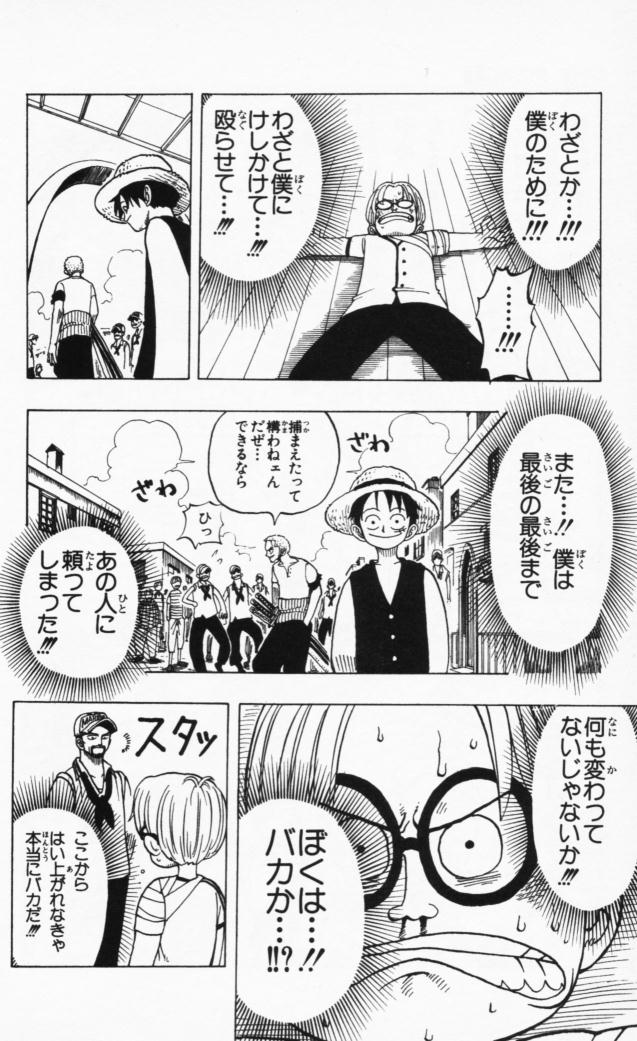 わざとか…!!!
僕のために!!!
わざと僕に
けしかけて…!!
殴らせて…!!!
……!!!
また…!!僕は
最後の最後まで
ざわ
捕まえたって
構わねェん
だぜ…
できるなら
ひっ
ざわ
あの人に
頼って
しまった!!!
何も変わって
ないじゃないか!!!
ぼくは…!!
バカか…!!?
スタッ
ここから
はい上がれなきゃ
本当にバカだ!!!